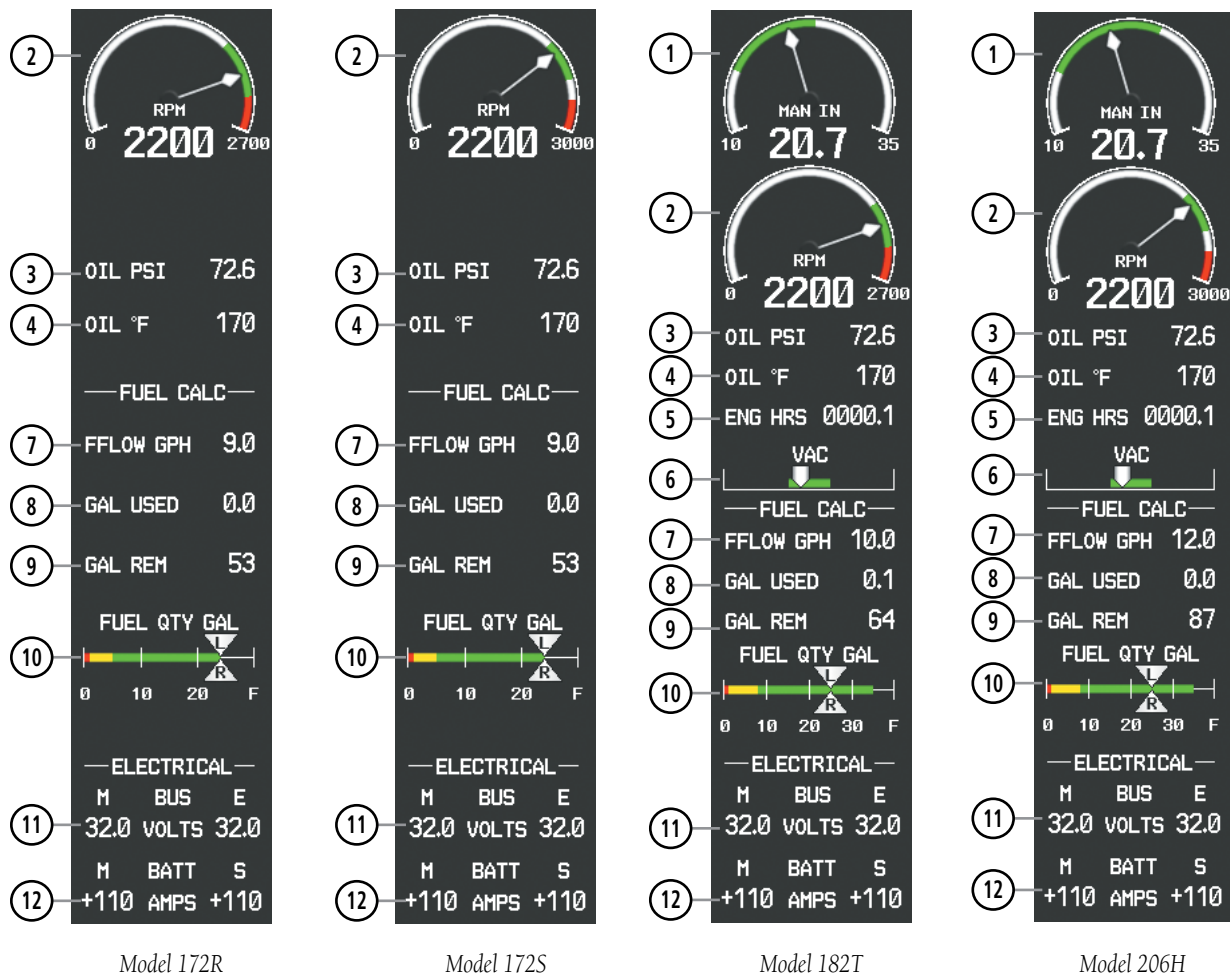 2
RPM
0 2200 2700
3 OIL PSI 72.6
4 OIL °F 170
FUEL CALC
7 FFLOW GPH 9.0
8 GAL USED 0.0
9 GAL REM 53
FUEL QTY GAL
L
10
R
0 10 20 F
ELECTRICAL
M BUS E
11 32.0 VOLTS 32.0
M BATT S
12 +110 AMPS +110
Model 172R
2
RPM
0 2200 3000
3 OIL PSI 72.6
4 OIL °F 170
FUEL CALC
7 FFLOW GPH 9.0
8 GAL USED 0.0
9 GAL REM 53
FUEL QTY GAL
L
10
R
0 10 20 F
ELECTRICAL
M BUS E
11 32.0 VOLTS 32.0
M BATT S
12 +110 AMPS +110
Model 172S
1
MAN IN
10 20.7 35
2
RPM
0 2200 2700
3 OIL PSI 72.6
4 OIL °F 170
5 ENG HRS 0000.1
VAC
6
FUEL CALC
7 FFLOW GPH 10.0
8 GAL USED 0.1
9 GAL REM 64
FUEL QTY GAL
L
10
R
0 10 20 30 F
ELECTRICAL
M BUS E
11 32.0 VOLTS 32.0
M BATT S
12 +110 AMPS +110
Model 182T
1
MAN IN
10 20.7 35
2
RPM
0 2200 3000
3 OIL PSI 72.6
4 OIL °F 170
5 ENG HRS 0000.1
VAC
6
FUEL CALC
7 FFLOW GPH 12.0
8 GAL USED 0.0
9 GAL REM 87
FUEL QTY GAL
L
10
R
0 10 20 30 F
ELECTRICAL
M BUS E
11 32.0 VOLTS 32.0
M BATT S
12 +110 AMPS +110
Model 206H